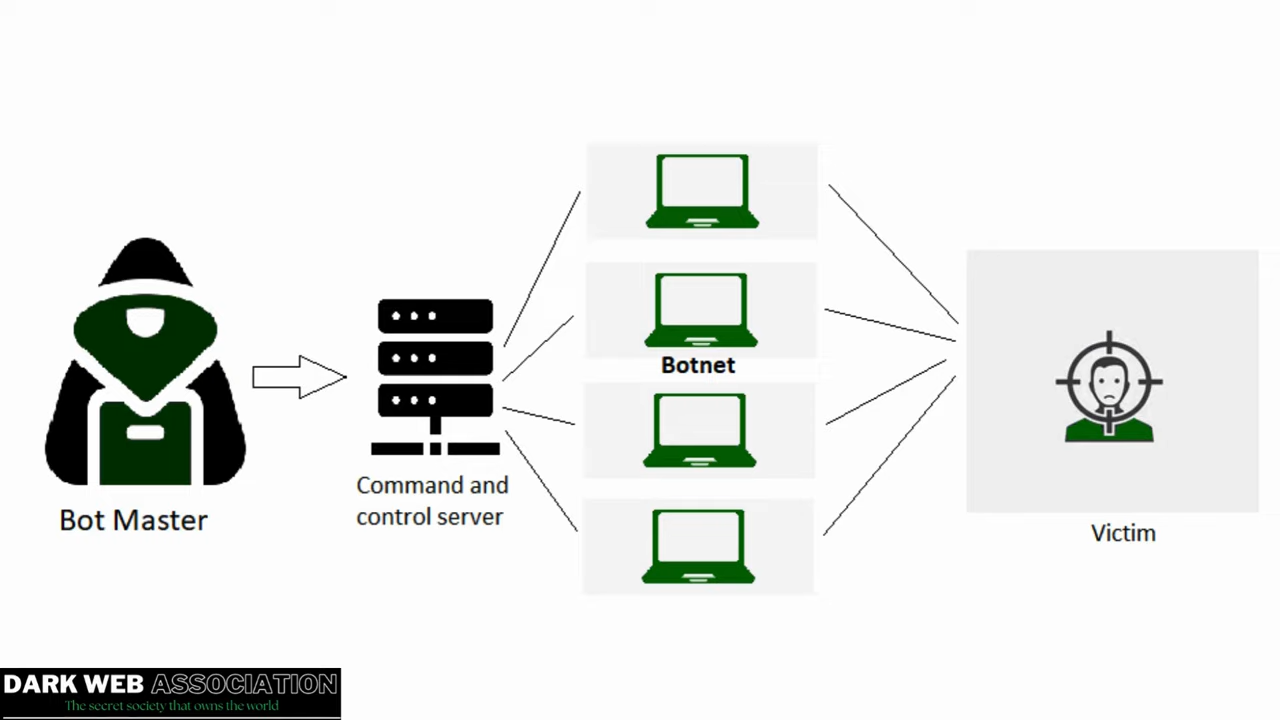 Botnet
Command and
control server
Bot Master
Victim
DARK WEB ASSOCIATION
The secret society that owns the world